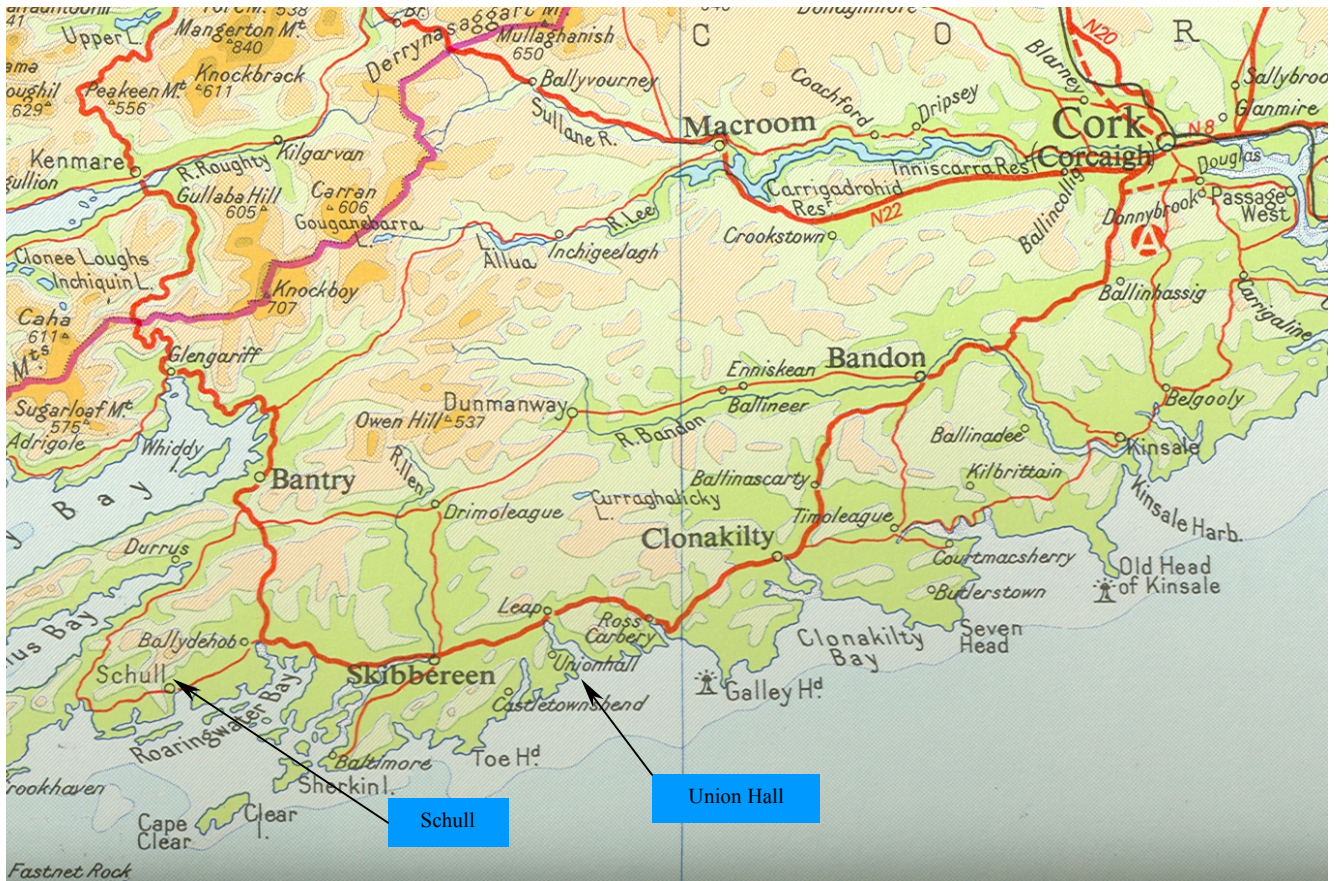 Upper L.
Mangerton Mt.
840
Derrynasaggart M
Mullaghanish
650
C
O
R
N20
Blarney
Knockbrack
611
Peakeen Mt.
556
629
Ballyvourney
Sullane R.
Coachford
Dripsey
Sallybroo
Glanmire
Macroom
Cork
(Corcaigh)
N8
Kenmare
R. Roughty
Kilgarvan
Inniscarra Res.
Douglas
Gullaba Hill
605
Carran
606
Carrigadrohid
Res.
N22
Ballincollig
Donnybrook
Passage
West
Gouganebarra
L.
R. Lee
Crookstown
A
Clonee Loughs
Inchiquin L.
L.
Allua
Inchigeelagh
Knockboy
707
Ballinhassig
Carrigaline
Caha
611
Mts
Glengariff
Bandon
Enniskean
Ballineer
Sugarloaf Mt.
575
Dunmanway
Belgooly
Adrigole
Whiddy
I.
Owen Hill 537
R. Bandon
Ballinadee
Kinsale
R. Ilen
Bantry
Ballinascarty
Kilbrittain
Bay
Drimoleague
Curraghalicky
L.
Timoleague
Kinsale Harb.
Durrus
Clonakilty
Courtmacsherry
Old Head
of Kinsale
Butlerstown
Leap
Ross
Carbery
Ballydehob
Clonakilty
Bay
Seven
Head
Schull
Skibbereen
Unionhall
Galley Hd.
Castletownshend
Roaringwater Bay
Toe Hd.
Baltimore
Sherkin I.
Union Hall
Cape
Clear
Clear
I.
Schull
Fastnet Rock